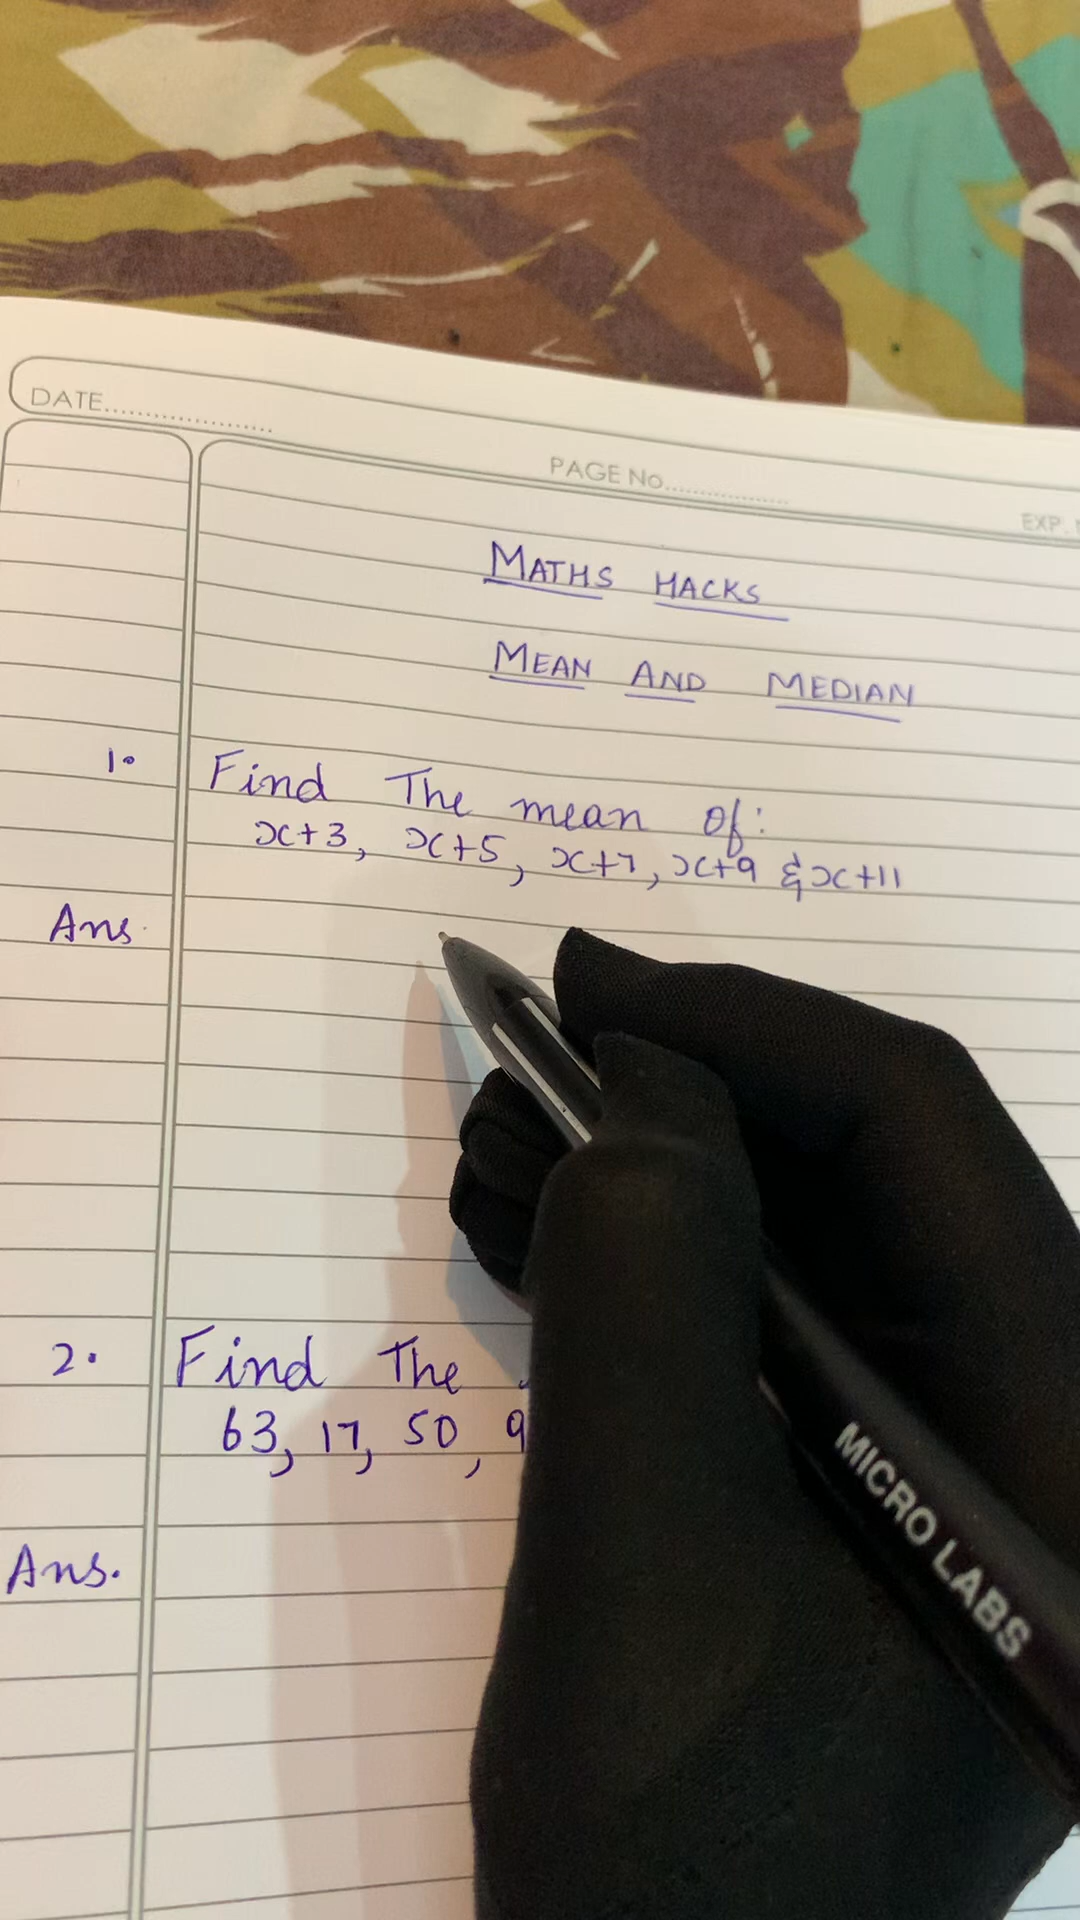 DATE....................
PAGE No.................
EXP.
MATHS HACKS
MEAN AND MEDIAN
1. Find The mean of:
x+3, x+5, x+7, x+9 & x+11
Ans.
2. Find The
63, 17, 50, 9
Ans.
MICRO LABS